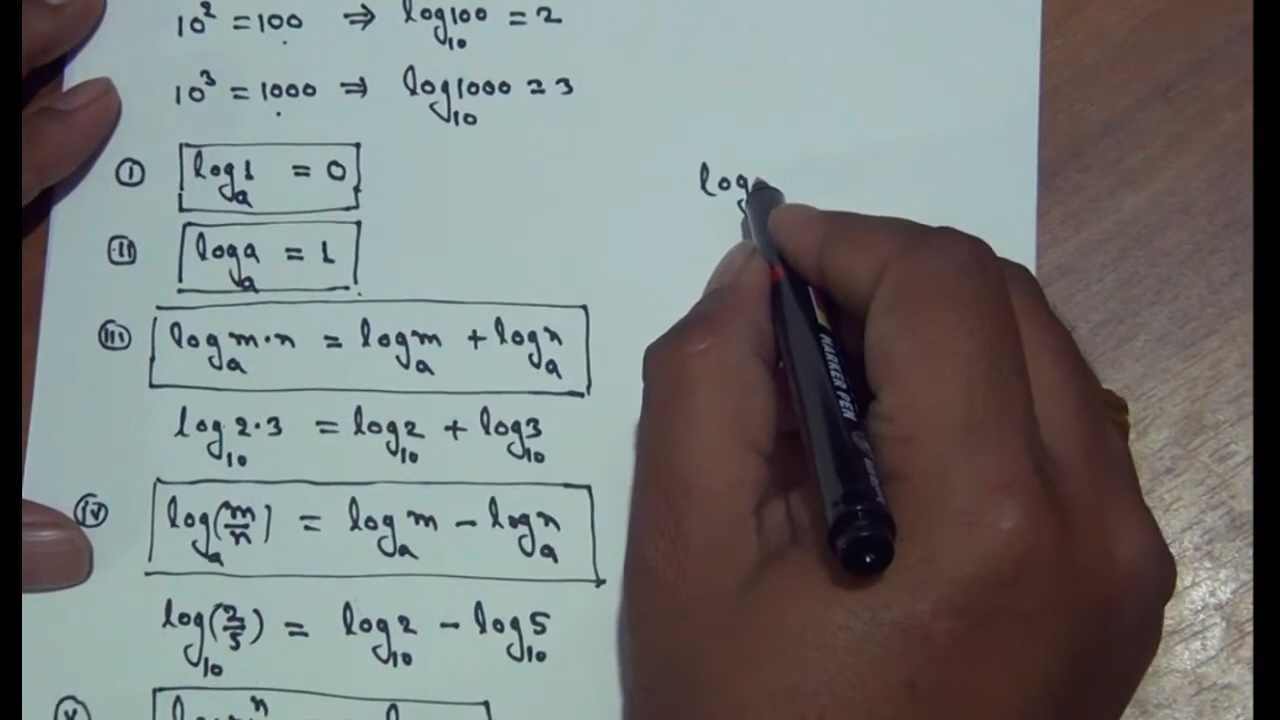 10² = 100 ⇒ log₁₀100 = 2
10³ = 1000 ⇒ log₁₀1000 = 3
(i) logₐ1 = 0
(ii) logₐa = 1
(iii) logₐm·n = logₐm + logₐn
log₁₀2·3 = log₁₀2 + log₁₀3
(iv) logₐ(m/n) = logₐm - logₐn
log₁₀(2/5) = log₁₀2 - log₁₀5
(v)
log
MARKER PEN